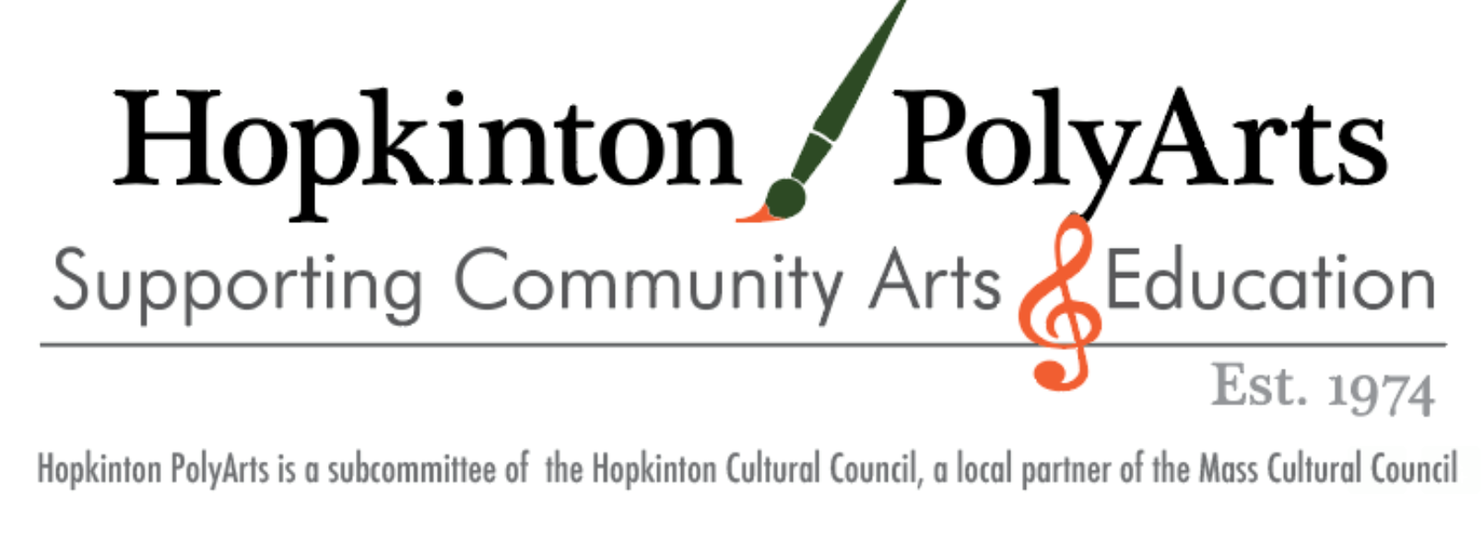 Hopkinton PolyArts
Supporting Community Arts & Education
Est. 1974
Hopkinton PolyArts is a subcommittee of the Hopkinton Cultural Council, a local partner of the Mass Cultural Council